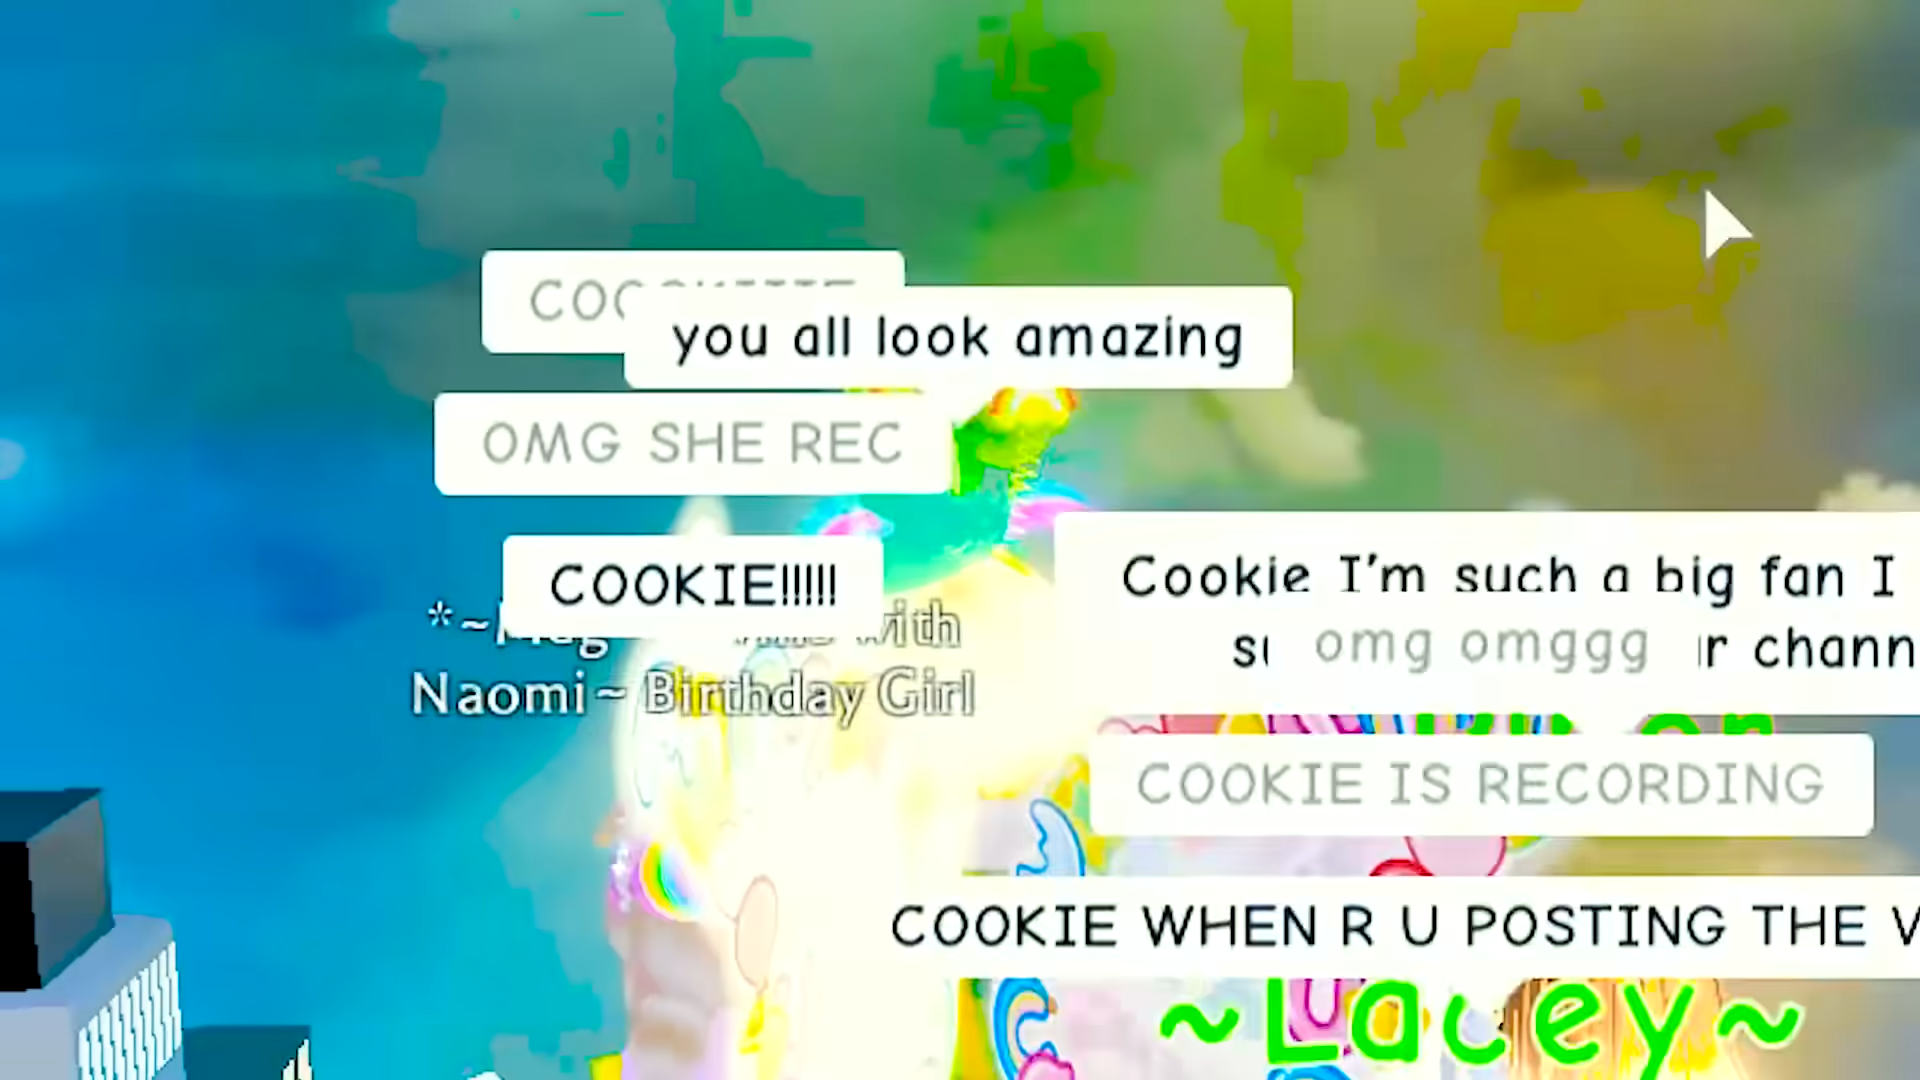 you all look amazing
OMG SHE REC
COOKIE!!!!!
with
Naomi~ Birthday Girl
Cookie I'm such a big fan I
omg omggg
COOKIE IS RECORDING
COOKIE WHEN R U POSTING THE
~Lacey~